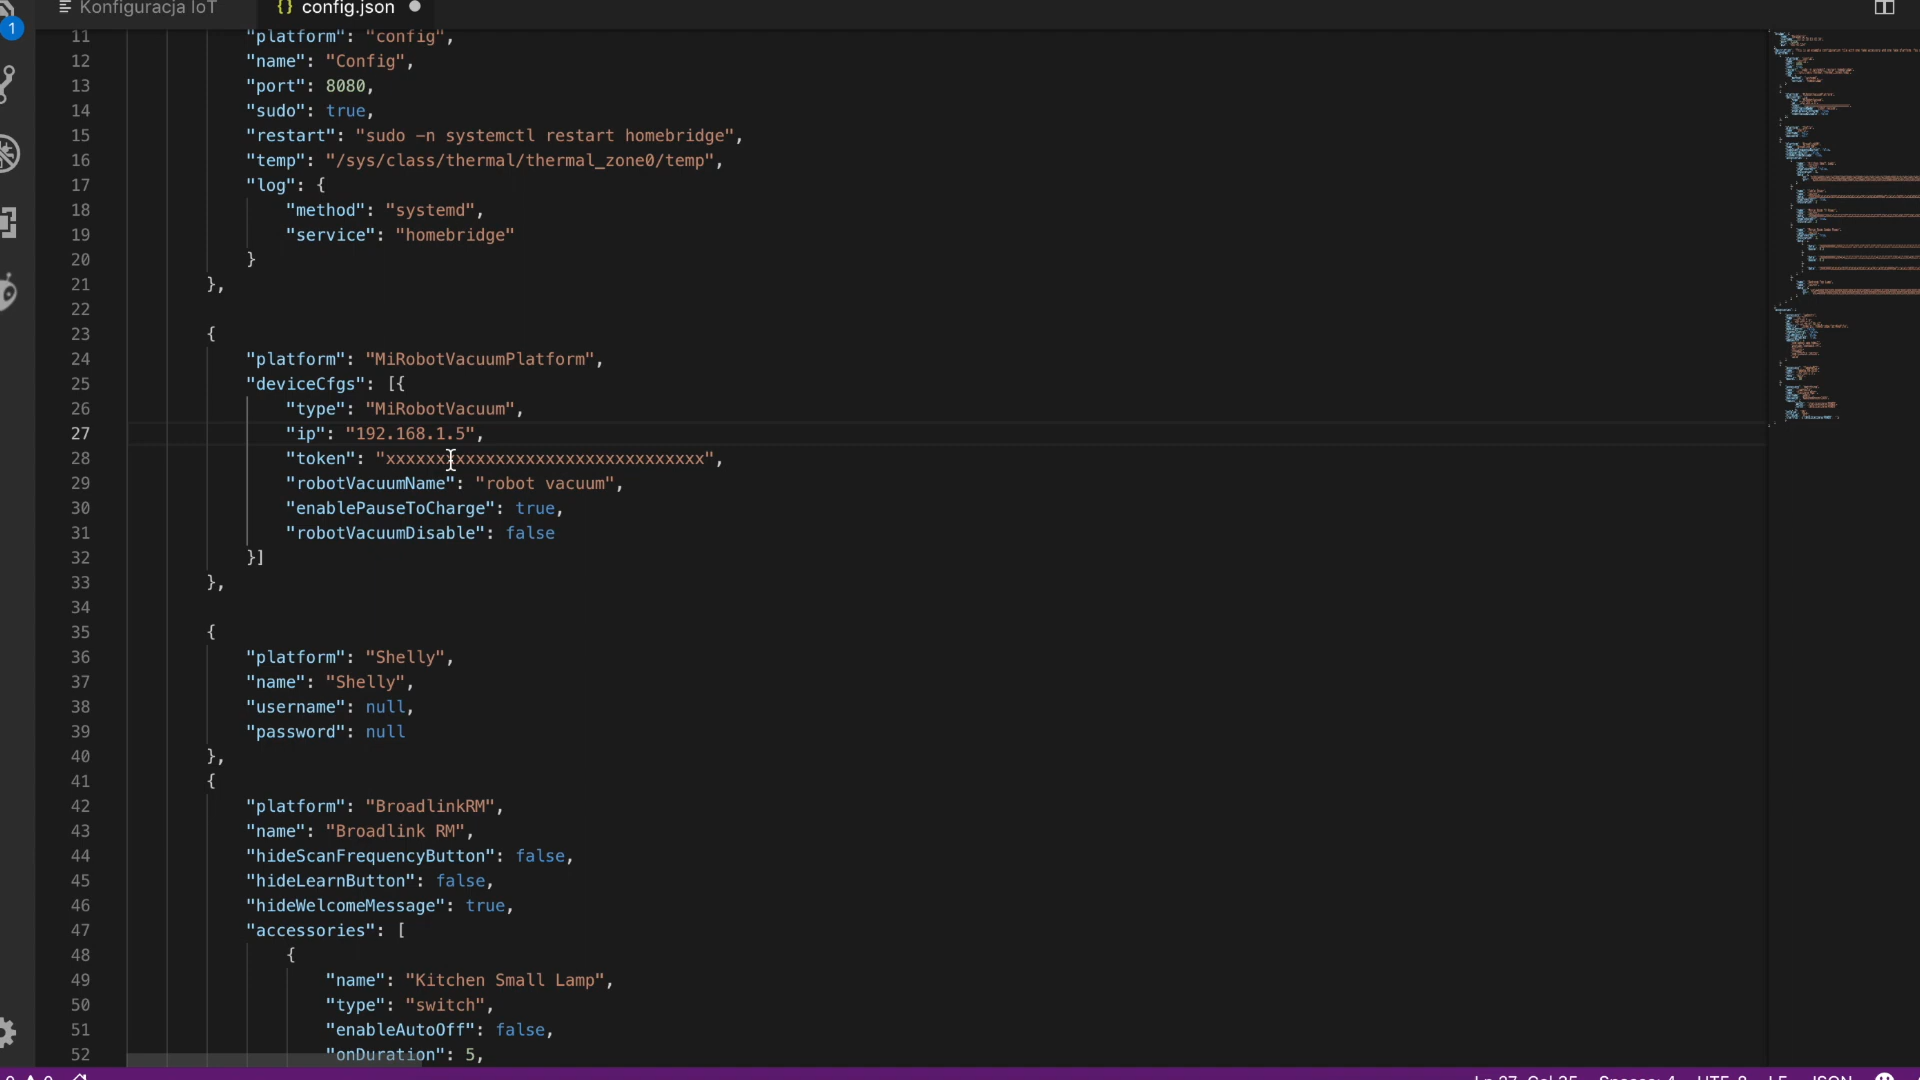 Konfiguracja IoT
{} config.json
1
11 "platform": "config",
12 "name": "Config",
13 "port": 8080,
14 "sudo": true,
15 "restart": "sudo -n systemctl restart homebridge",
16 "temp": "/sys/class/thermal/thermal_zone0/temp",
17 "log": {
18 "method": "systemd",
19 "service": "homebridge"
20 }
21 },
22
23 {
24 "platform": "MiRobotVacuumPlatform",
25 "deviceCfgs": [{
26 "type": "MiRobotVacuum",
27 "ip": "192.168.1.5",
28 "token": "xxxxxxxxxxxxxxxxxxxxxxxxxxxxxxxx",
29 "robotVacuumName": "robot vacuum",
30 "enablePauseToCharge": true,
31 "robotVacuumDisable": false
32 }]
33 },
34
35 {
36 "platform": "Shelly",
37 "name": "Shelly",
38 "username": null,
39 "password": null
40 },
41 {
42 "platform": "BroadlinkRM",
43 "name": "Broadlink RM",
44 "hideScanFrequencyButton": false,
45 "hideLearnButton": false,
46 "hideWelcomeMessage": true,
47 "accessories": [
48 {
49 "name": "Kitchen Small Lamp",
50 "type": "switch",
51 "enableAutoOff": false,
52 "onDuration": 5,